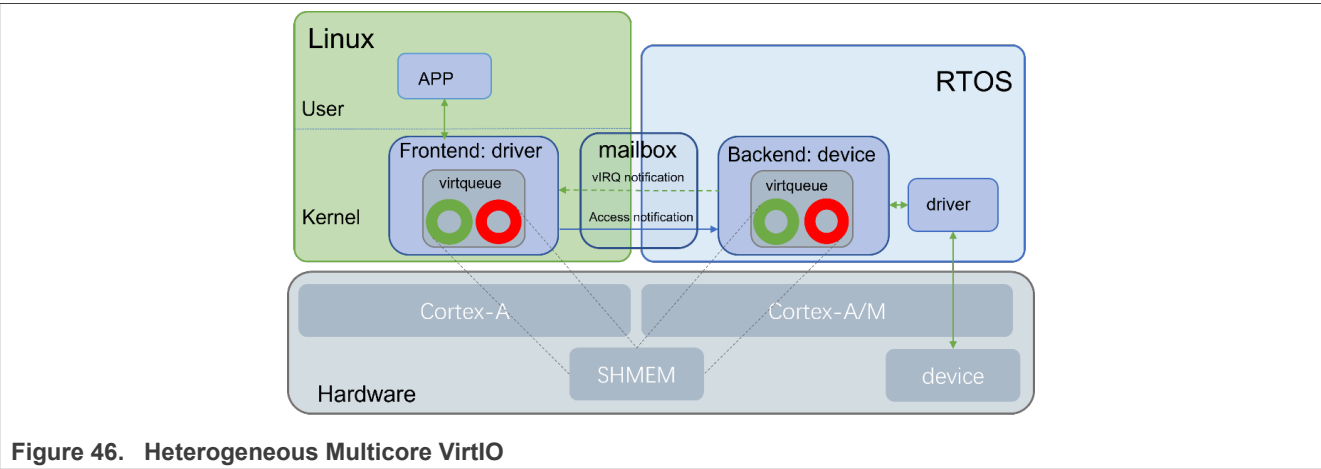 Linux
RTOS
APP
User
Frontend: driver
mailbox
Backend: device
virtqueue
vIRQ notification
virtqueue
driver
Kernel
Access notification
Cortex-A
Cortex-A/M
SHMEM
device
Hardware
Figure 46. Heterogeneous Multicore VirtIO